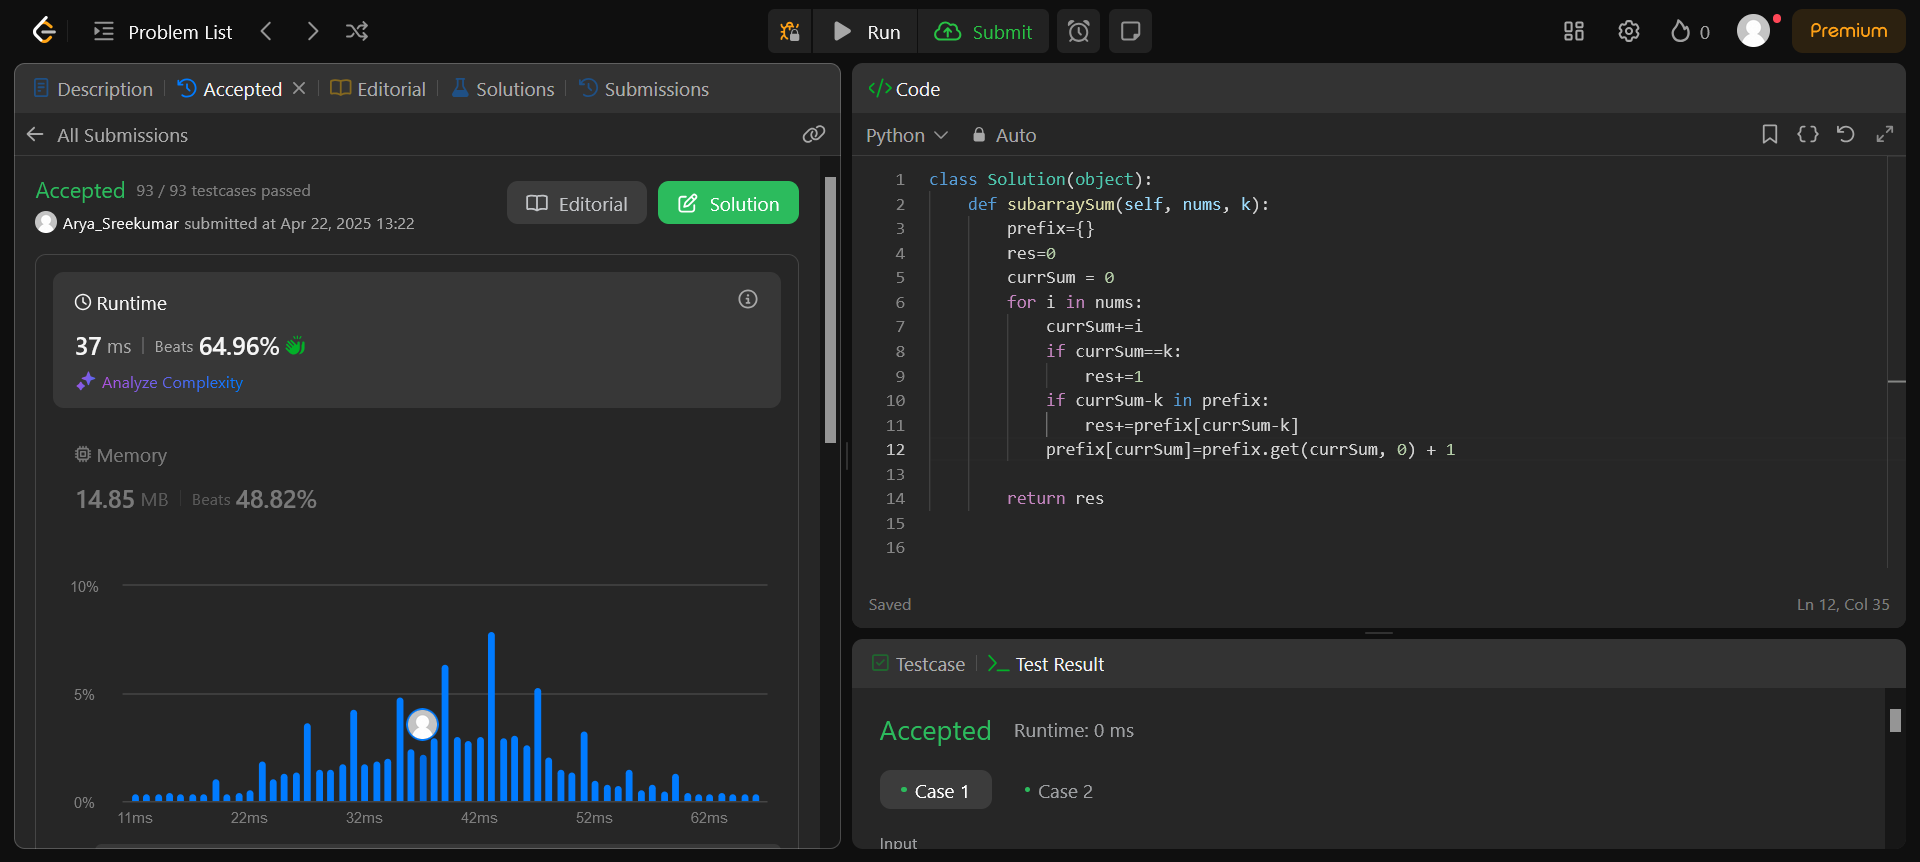 Problem List
Run
Submit
0
Premium
Description
Accepted
Editorial
Solutions
Submissions
All Submissions
Accepted 93 / 93 testcases passed
Arya_Sreekumar submitted at Apr 22, 2025 13:22
Editorial
Solution
Runtime
37 ms | Beats 64.96%
Analyze Complexity
Memory
14.85 MB | Beats 48.82%
10%
5%
0%
11ms 22ms 32ms 42ms 52ms 62ms
</> Code
Python
Auto
1 class Solution(object):
2     def subarraySum(self, nums, k):
3         prefix={}
4         res=0
5         currSum = 0
6         for i in nums:
7             currSum+=i
8             if currSum==k:
9                 res+=1
10             if currSum-k in prefix:
11                 res+=prefix[currSum-k]
12             prefix[currSum]=prefix.get(currSum, 0) + 1
13
14         return res
15
16
Saved
Ln 12, Col 35
Testcase
Test Result
Accepted Runtime: 0 ms
Case 1
Case 2
Input